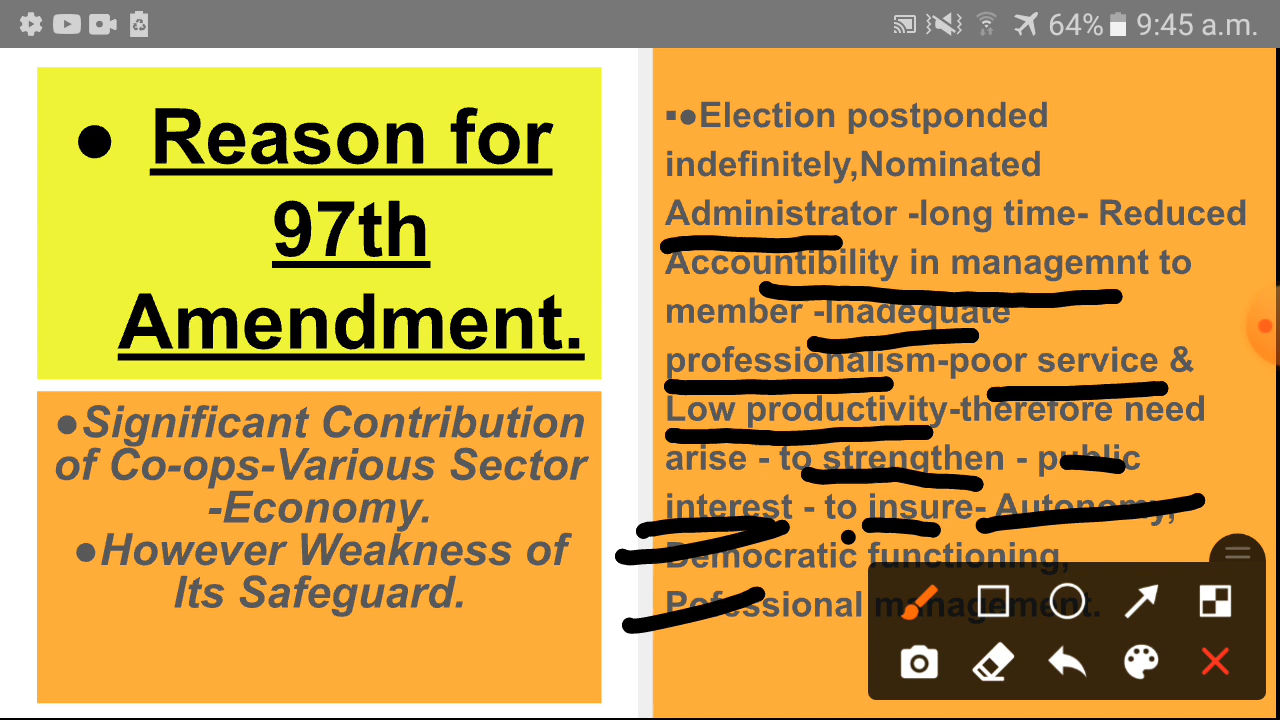 64% 9:45 a.m.
● Reason for
97th
Amendment.
●Significant Contribution
of Co-ops-Various Sector
-Economy.
●However Weakness of
Its Safeguard.
▪●Election postponded
indefinitely,Nominated
Administrator -long time- Reduced
Accountibility in managemnt to
member -Inadequate
professionalism-poor service &
Low productivity-therefore need
arise - to strengthen - public
interest - to insure- Autonomy,
Democratic functioning,
Pofessional management.